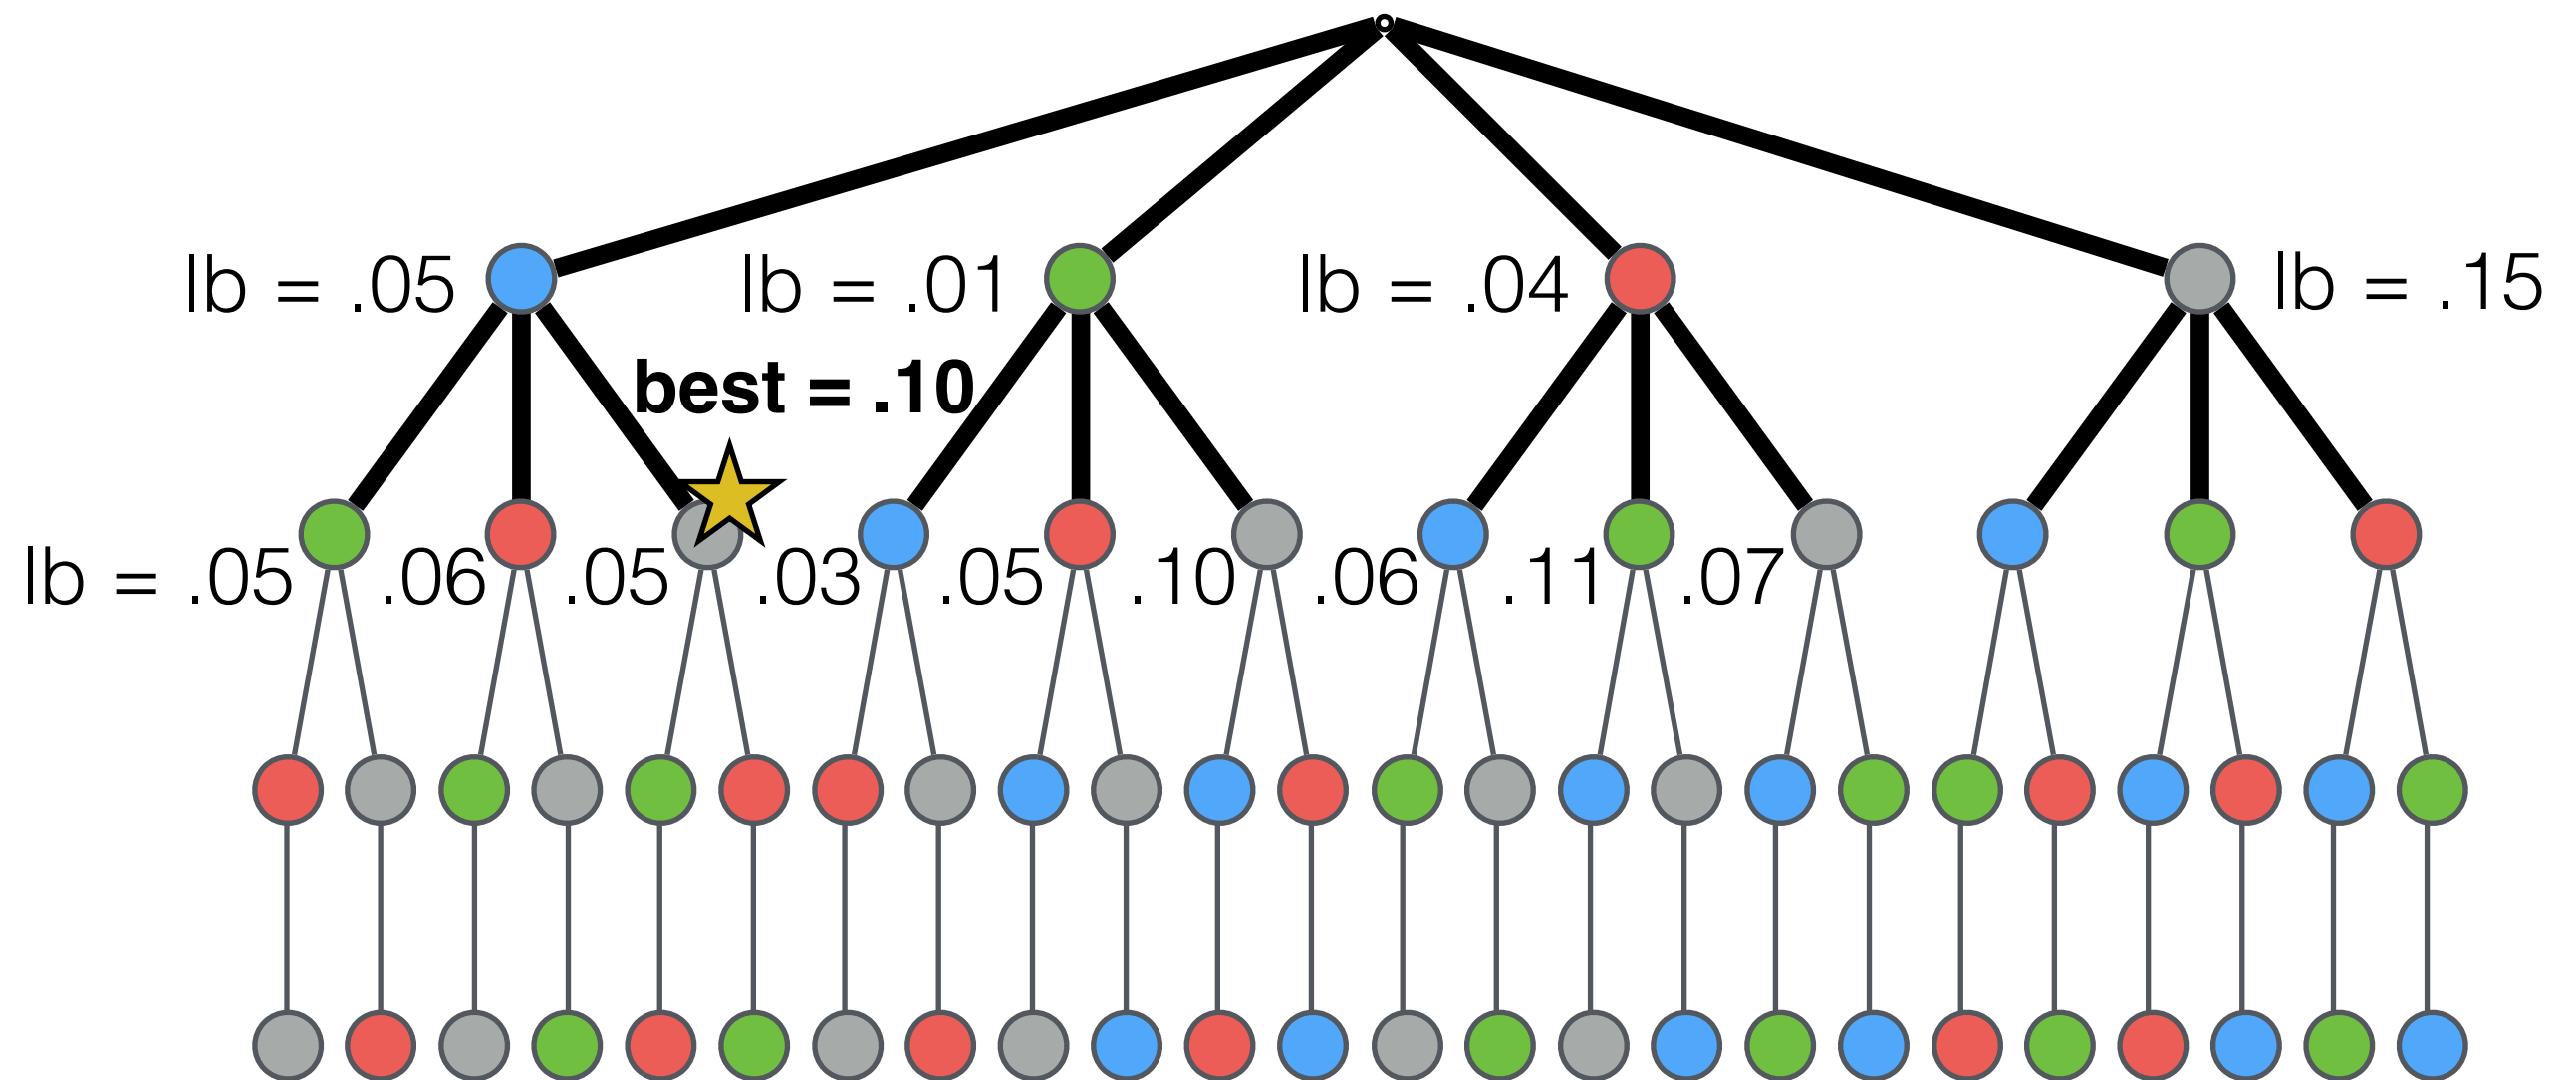 lb = .05
lb = .01
lb = .04
lb = .15
best = .10
lb = .05
.06
.05
.03
.05
.10
.06
.11
.07